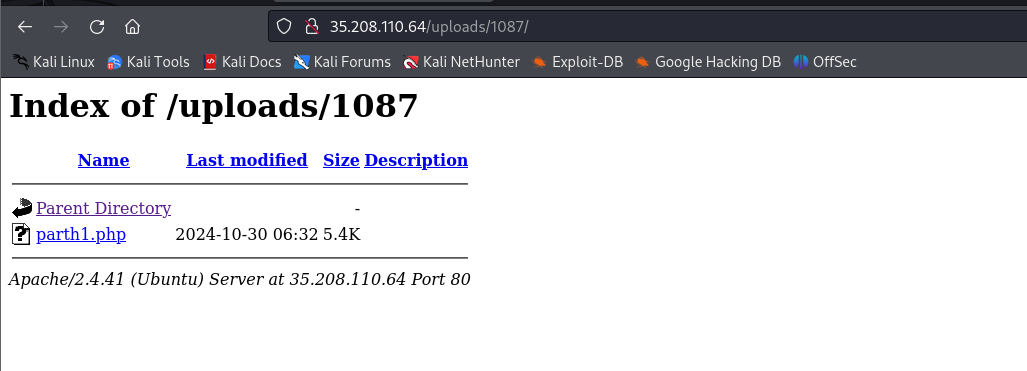 35.208.110.64/uploads/1087/
Kali Linux Kali Tools Kali Docs Kali Forums Kali NetHunter Exploit-DB Google Hacking DB OffSec
Index of /uploads/1087
Name Last modified Size Description
Parent Directory -
parth1.php 2024-10-30 06:32 5.4K
Apache/2.4.41 (Ubuntu) Server at 35.208.110.64 Port 80